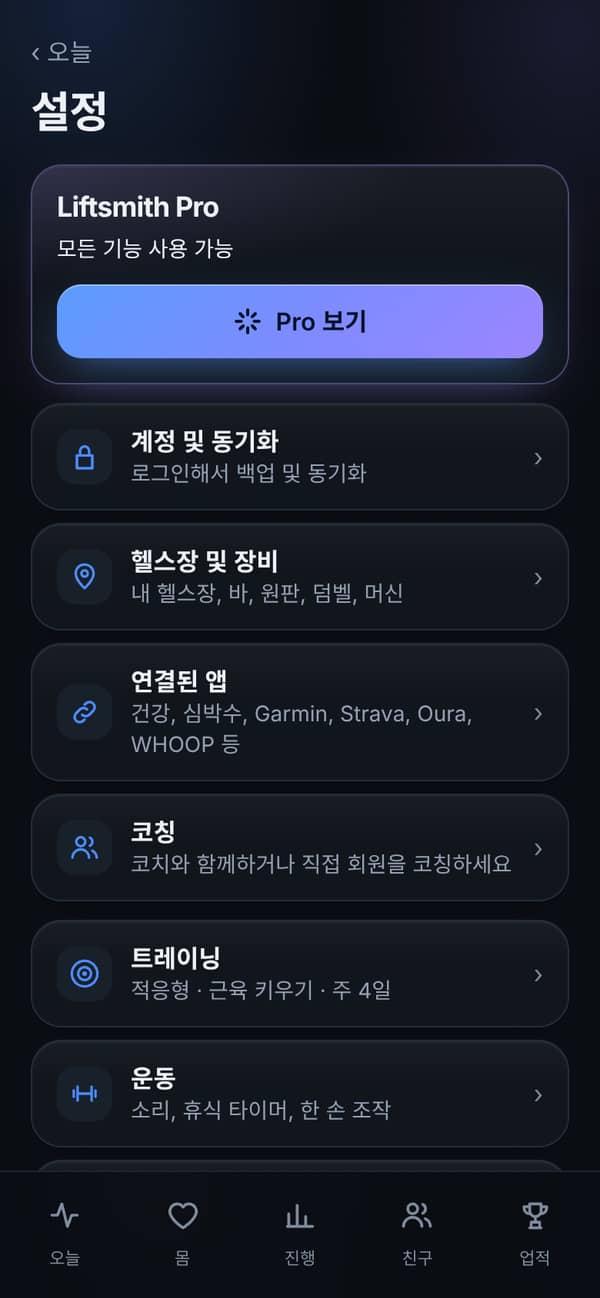 ‹ 오늘
설정
Liftsmith Pro
모든 기능 사용 가능
Pro 보기
계정 및 동기화
로그인해서 백업 및 동기화
헬스장 및 장비
내 헬스장, 바, 원판, 덤벨, 머신
연결된 앱
건강, 심박수, Garmin, Strava, Oura,
WHOOP 등
코칭
코치와 함께하거나 직접 회원을 코칭하세요
트레이닝
적응형 · 근육 키우기 · 주 4일
운동
소리, 휴식 타이머, 한 손 조작
오늘
몸
진행
친구
업적